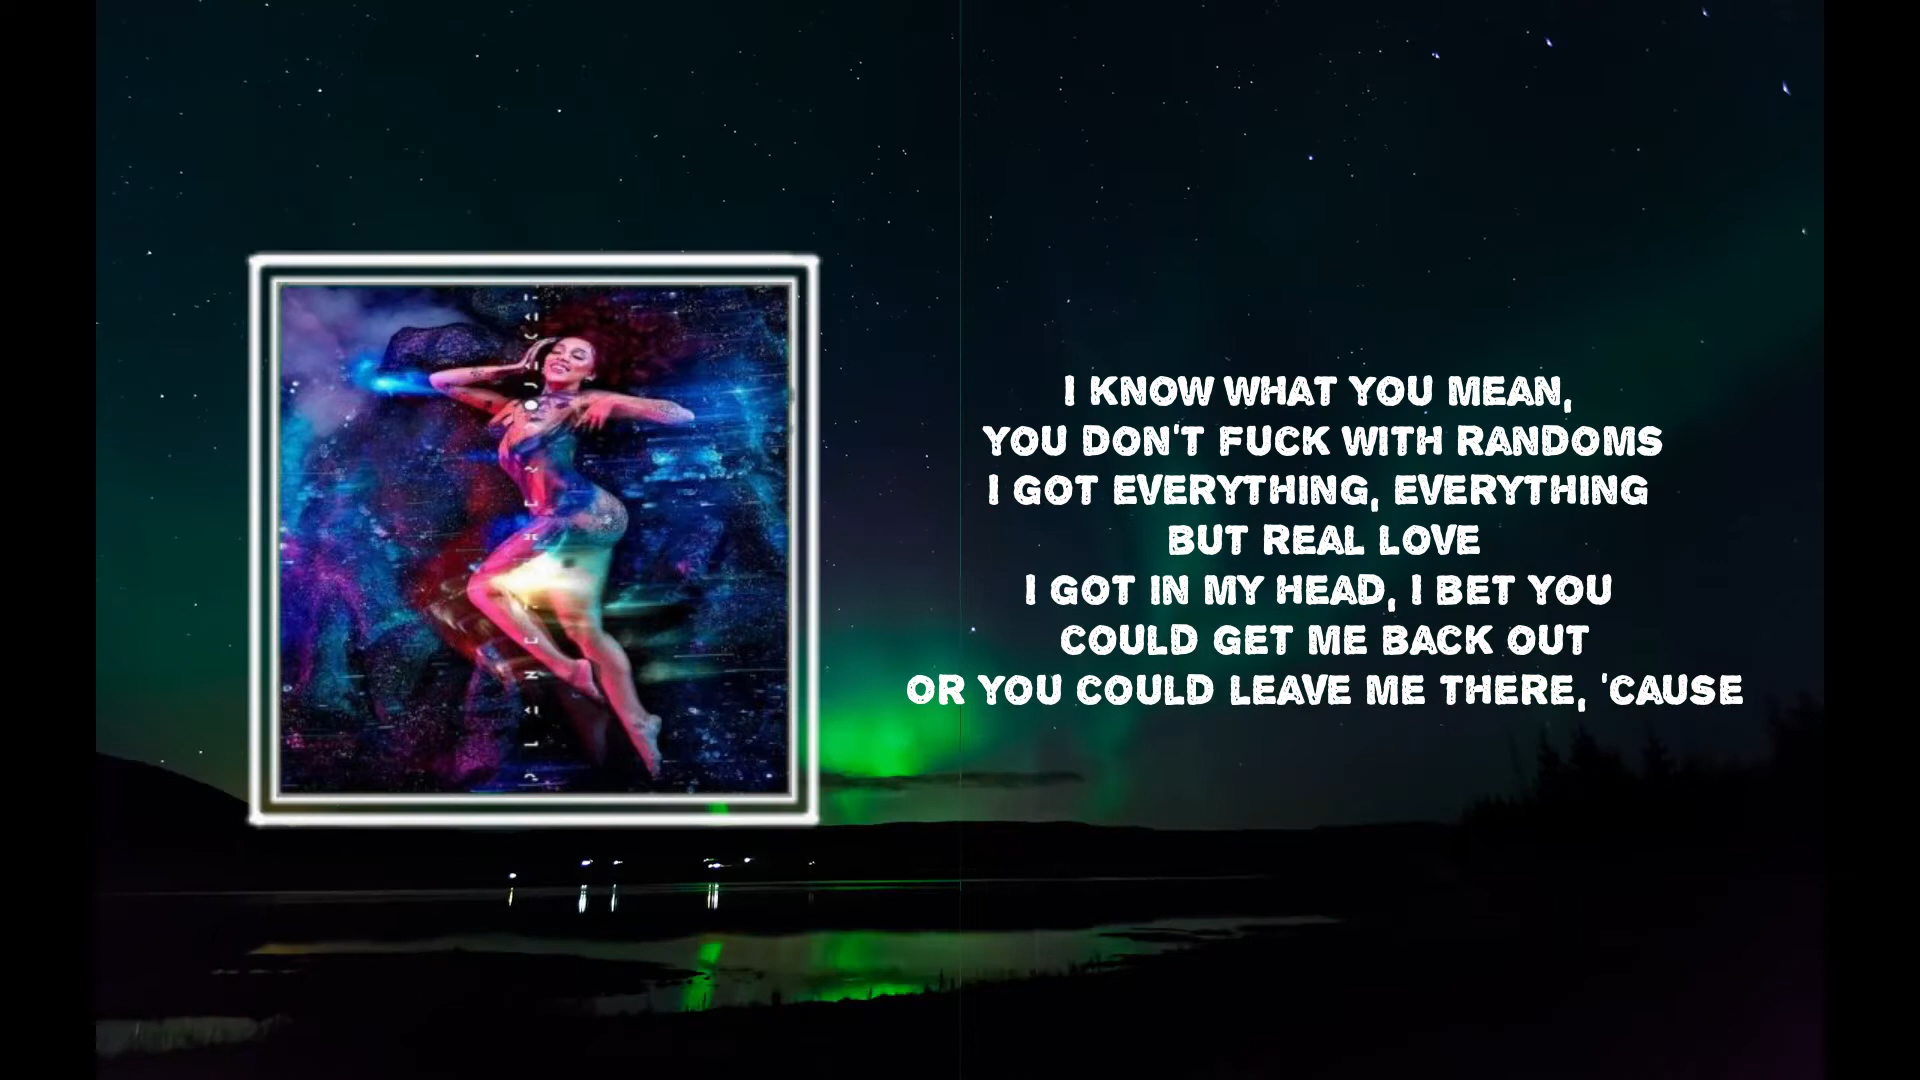 I KNOW WHAT YOU MEAN,
YOU DON'T FUCK WITH RANDOMS
I GOT EVERYTHING, EVERYTHING
BUT REAL LOVE
I GOT IN MY HEAD, I BET YOU
COULD GET ME BACK OUT
OR YOU COULD LEAVE ME THERE, 'CAUSE